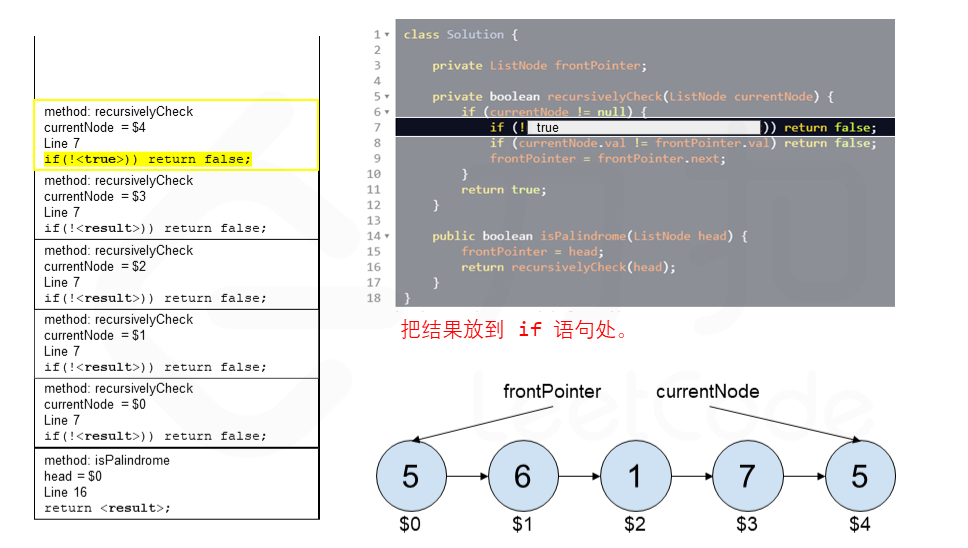 method: recursivelyCheck
currentNode = $4
Line 7
if(!<true>)) return false;
method: recursivelyCheck
currentNode = $3
Line 7
if(!<result>)) return false;
method: recursivelyCheck
currentNode = $2
Line 7
if(!<result>)) return false;
method: recursivelyCheck
currentNode = $1
Line 7
if(!<result>)) return false;
method: recursivelyCheck
currentNode = $0
Line 7
if(!<result>)) return false;
method: isPalindrome
head = $0
Line 16
return <result>;
1 class Solution {
2
3 private ListNode frontPointer;
4
5 private boolean recursivelyCheck(ListNode currentNode) {
6 if (currentNode != null) {
7 if (! true )) return false;
8 if (currentNode.val != frontPointer.val) return false;
9 frontPointer = frontPointer.next;
10 }
11 return true;
12 }
13
14 public boolean isPalindrome(ListNode head) {
15 frontPointer = head;
16 return recursivelyCheck(head);
17 }
18 }
把结果放到 if 语句处。
frontPointer currentNode
5 6 1 7 5
$0 $1 $2 $3 $4
LeetCode